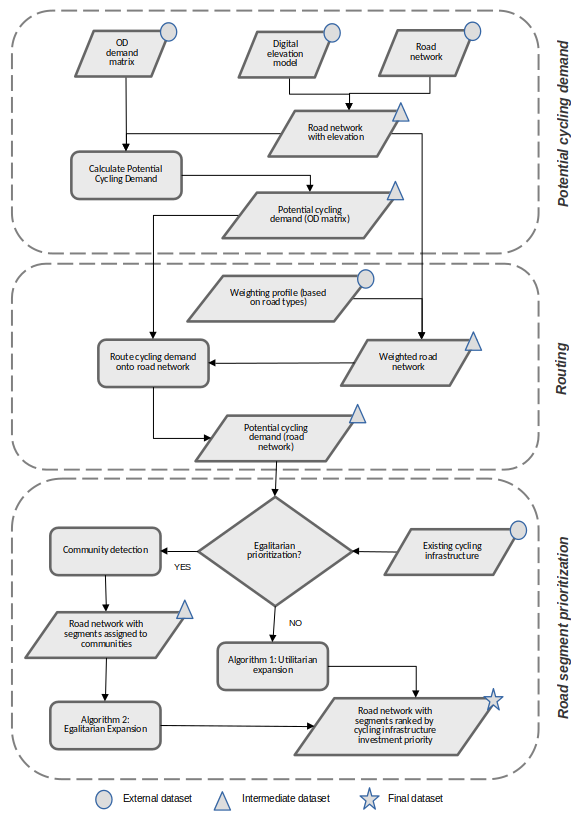 OD
demand
matrix
Digital
elevation
model
Road
network
Road network
with elevation
Calculate Potential
Cycling Demand
Potential cycling
demand (OD matrix)
Potential cycling demand
Weighting profile (based
on road types)
Route cycling demand
onto road network
Weighted road
network
Potential cycling
demand (road
network)
Routing
Egalitarian
prioritization?
Existing cycling
infrastructure
Community detection
YES
NO
Road network with
segments assigned to
communities
Algorithm 1: Utilitarian
expansion
Algorithm 2:
Egalitarian Expansion
Road network with
segments ranked by
cycling infrastructure
investment priority
Road segment prioritization
External dataset
Intermediate dataset
Final dataset